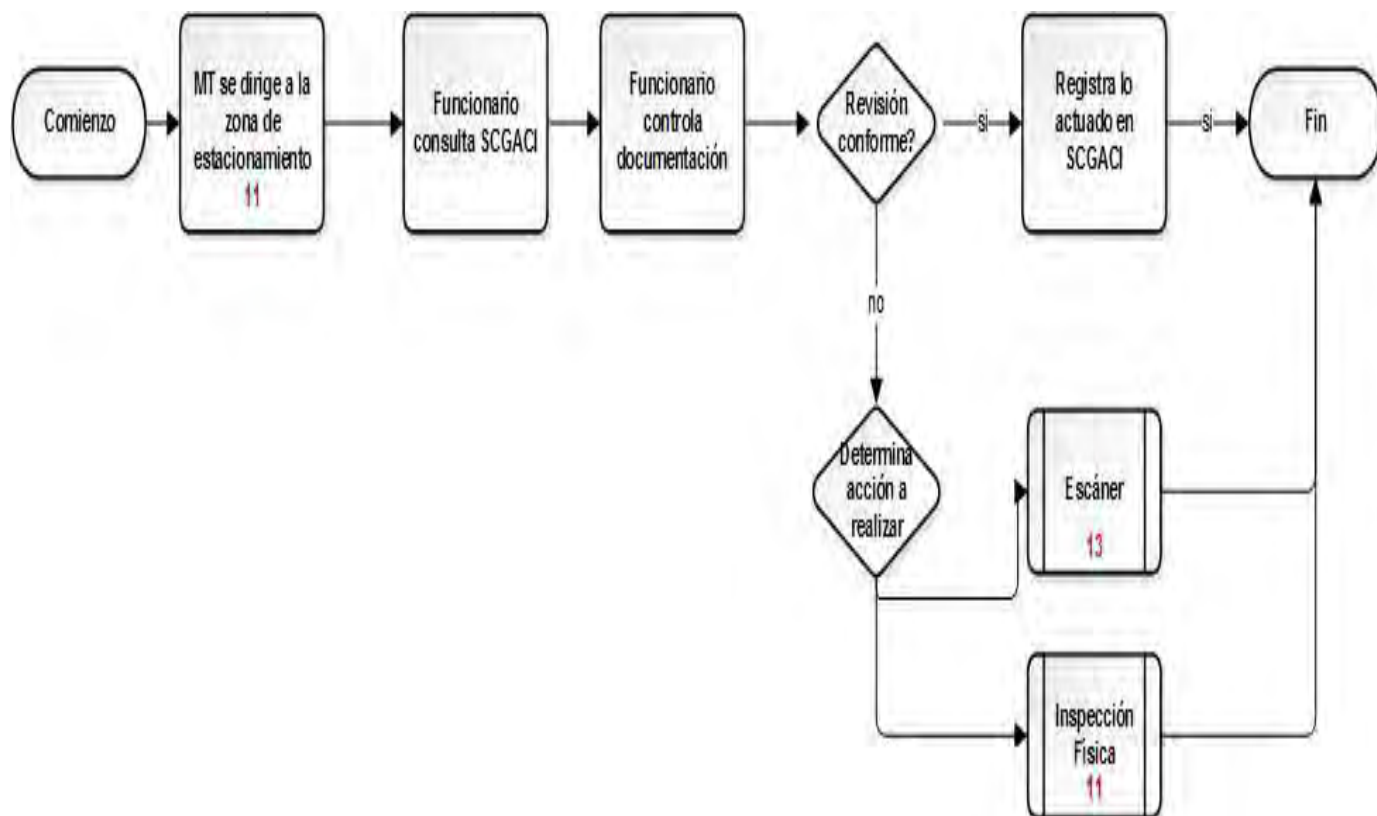 Comienzo
MT se dirige a la
zona de
estacionamiento
11
Funcionario
consulta SCGACI
Funcionario
controla
documentación
Revisión
conforme?
si
Registra lo
actuado en
SCGACI
si
Fin
no
Determina
acción a
realizar
Escáner
13
Inspección
Física
11